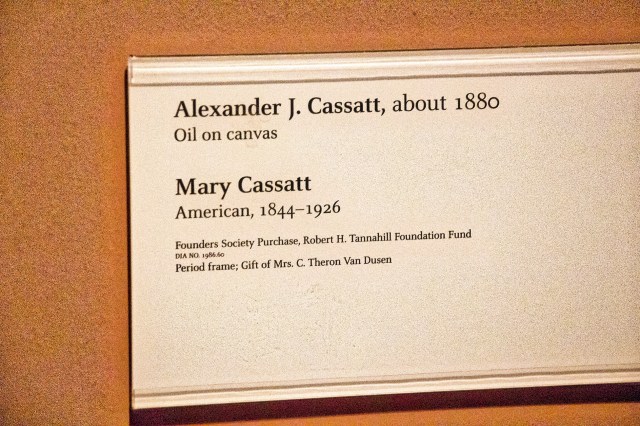 Alexander J. Cassatt, about 1880
Oil on canvas
Mary Cassatt
American, 1844–1926
Founders Society Purchase, Robert H. Tannahill Foundation Fund
DIA NO. 1986.60
Period frame; Gift of Mrs. C. Theron Van Dusen